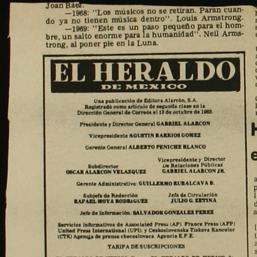 Joan Baez.
—1968: "Los músicos no se retiran. Paran cuan-
do ya no tienen música dentro". Louis Armstrong.
—1969: "Este es un paso pequeño para el hom-
bre, un salto enorme para la humanidad". Neil Arms-
trong, al poner pie en la Luna.
EL HERALDO
DE MEXICO
Una publicación de Editora Alarcón, S.A.
Registrado como artículo de segunda clase en la
Dirección General de Correos el 13 de octubre de 1965.
Presidente y Director General GABRIEL ALARCON
Vicepresidente AGUSTIN BARRIOS GOMEZ
Gerente General ALBERTO PENICHE BLANCO
Subdirector
OSCAR ALARCON VELAZQUEZ
Vicepresidente y Director
de Relaciones Públicas
GABRIEL ALARCON JR.
Gerente Administrativo: GUILLERMO RUBALCAVA B.
Subjefe de Redacción
RAFAEL MOYA RODRIGUEZ
Jefe de Circulación
JULIO G. ZETINA
Jefe de Información: SALVADOR GONZALEZ PEREZ
Servicios informativos de Associated Press (AP) France Press (AFP)
United Press International (UPI) y Ceskoslovenska Tiskova Kancelar
(CTK) Agencia de prensa checoslovaca. Agencia E.F.E.
TARIFA DE SUSCRIPCIONES